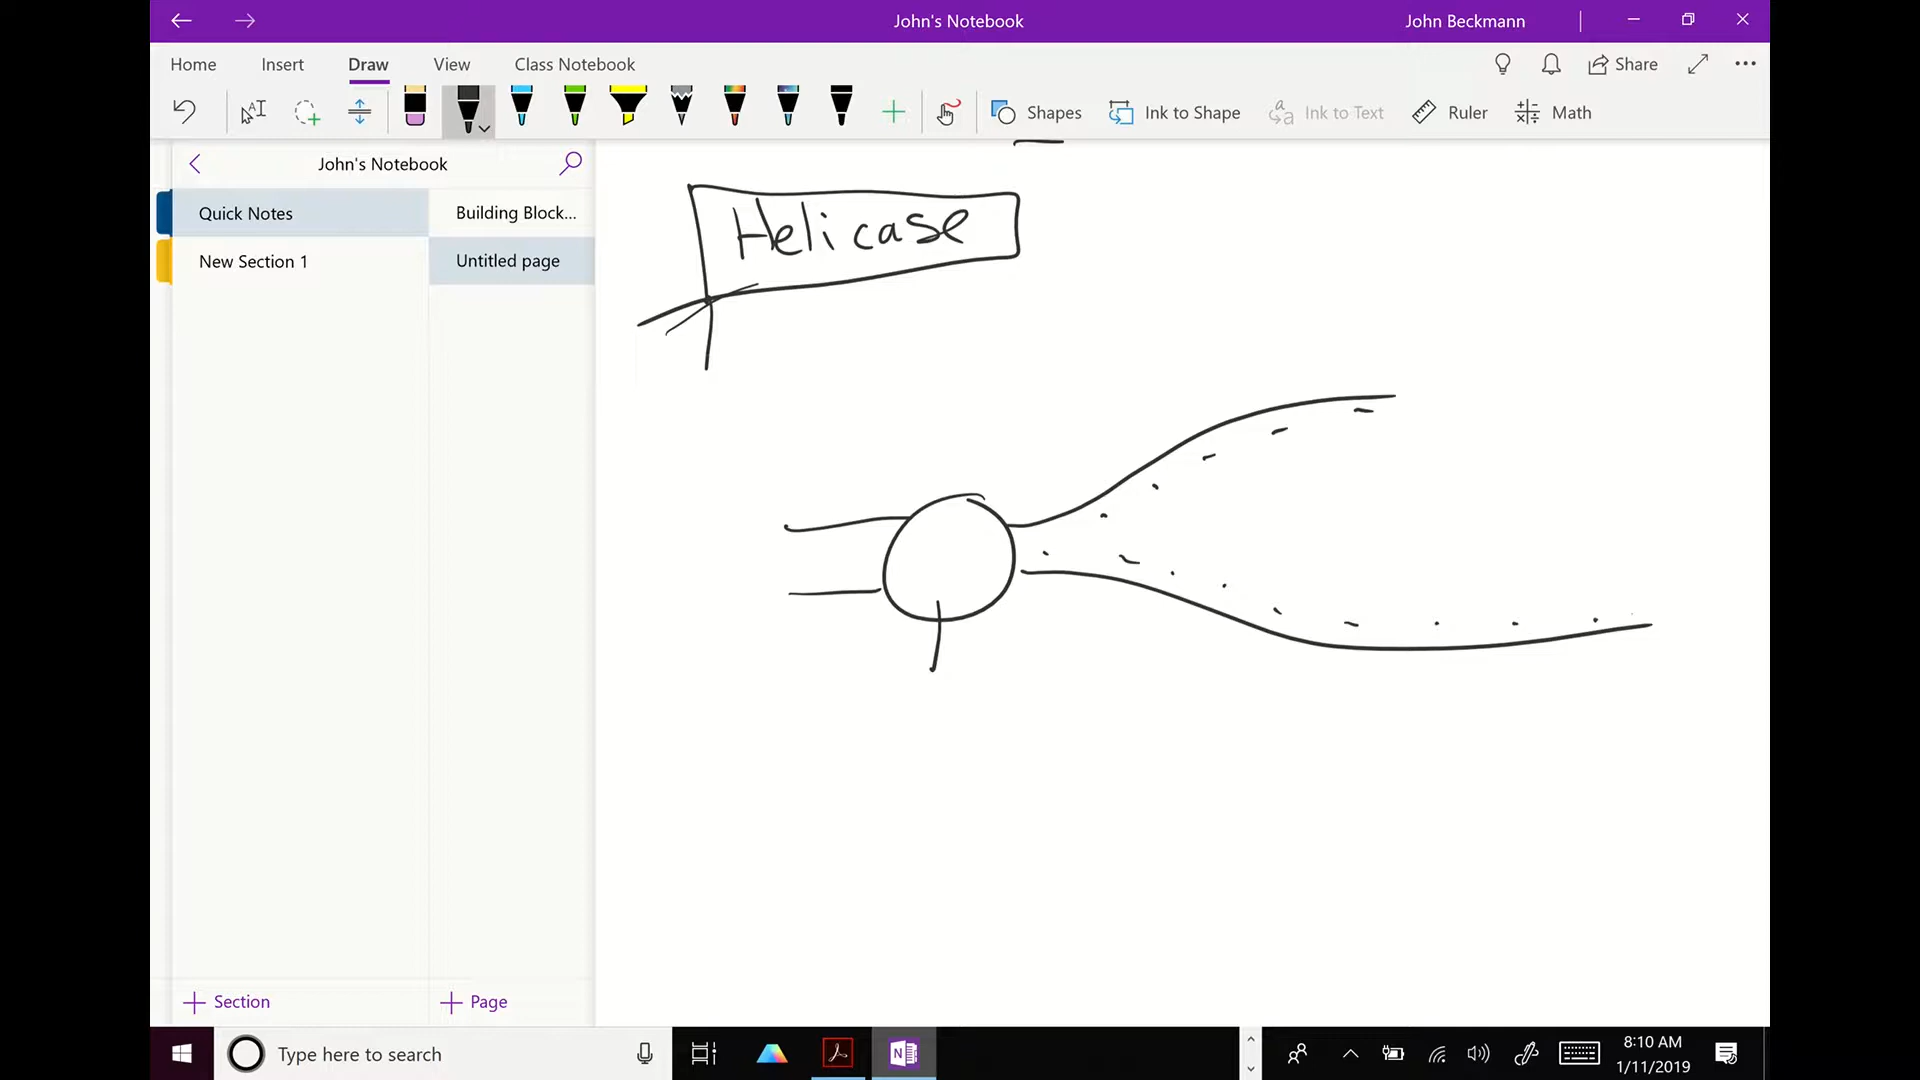 John's Notebook
John Beckmann
Home Insert Draw View Class Notebook
Share
Shapes Ink to Shape Ink to Text Ruler Math
John's Notebook
Quick Notes
New Section 1
Building Block...
Untitled page
Helicase
Section
Page
Type here to search
8:10 AM
1/11/2019